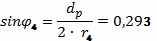 sinφ₄ = dₚ / (2 · r₄) = 0,293